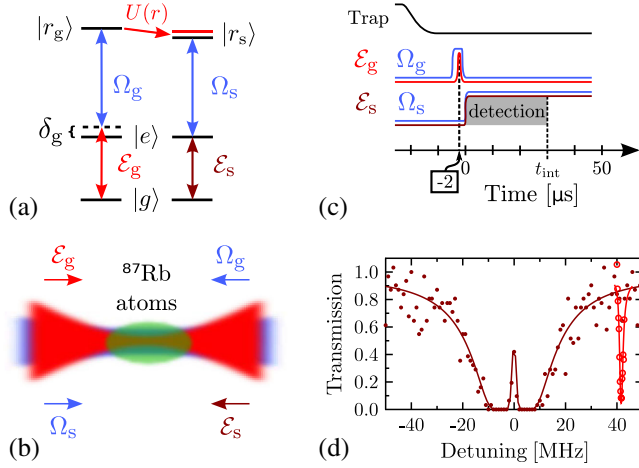 U(r)
|r_g⟩ |r_s⟩
Ω_g Ω_s
δ_g { |e⟩
ℰ_g ℰ_s
(a) |g⟩
Trap
ℰ_g Ω_g
ℰ_s Ω_s detection
-2 0 t_int 50
(c) Time [μs]
ℰ_g ⁸⁷Rb Ω_g
atoms
Ω_s ℰ_s
(b)
Transmission
1.0
0.8
0.6
0.4
0.2
0.0
-40 -20 0 20 40
(d) Detuning [MHz]